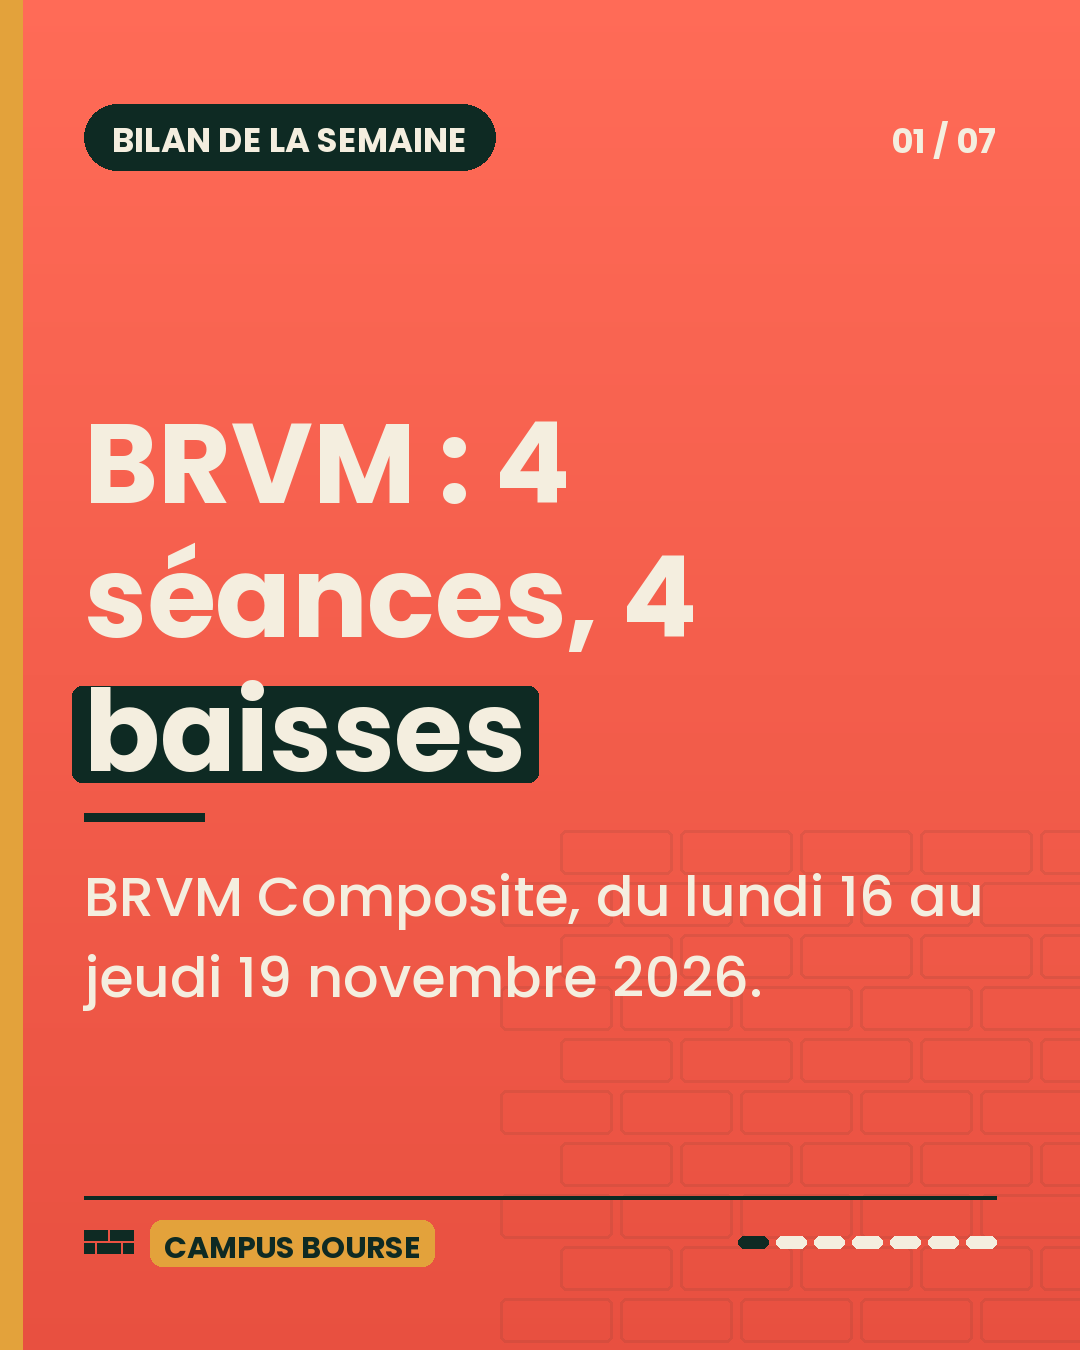 BILAN DE LA SEMAINE
01 / 07
BRVM : 4
séances, 4
baisses
BRVM Composite, du lundi 16 au
jeudi 19 novembre 2026.
CAMPUS BOURSE